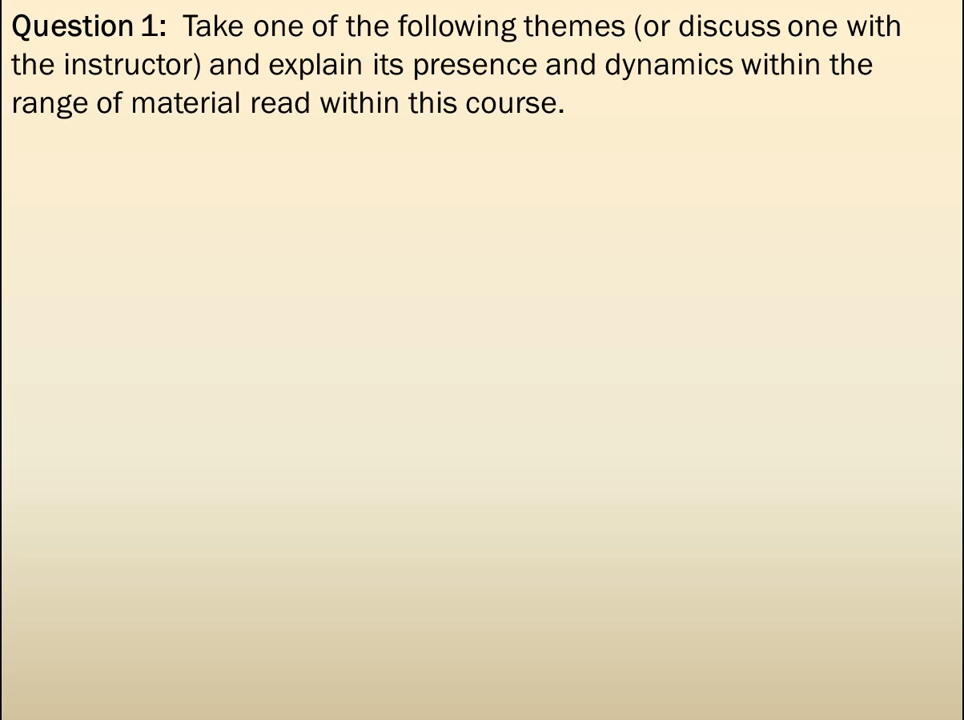 Question 1:  Take one of the following themes (or discuss one with
the instructor) and explain its presence and dynamics within the
range of material read within this course.